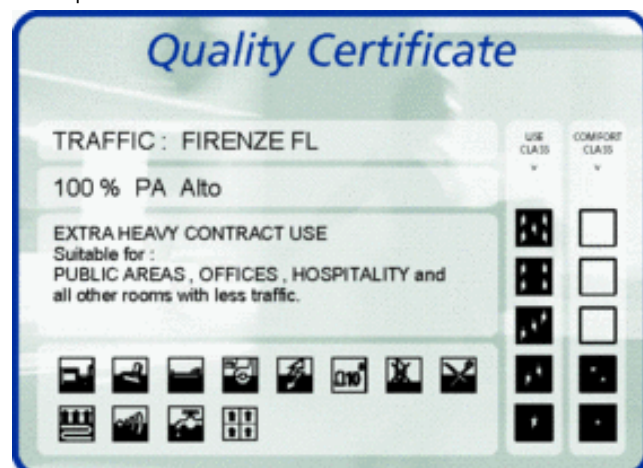 Quality Certificate
TRAFFIC : FIRENZE FL
USE CLASS
COMFORT CLASS
100 % PA Alto
EXTRA HEAVY CONTRACT USE
Suitable for :
PUBLIC AREAS , OFFICES , HOSPITALITY and
all other rooms with less traffic.